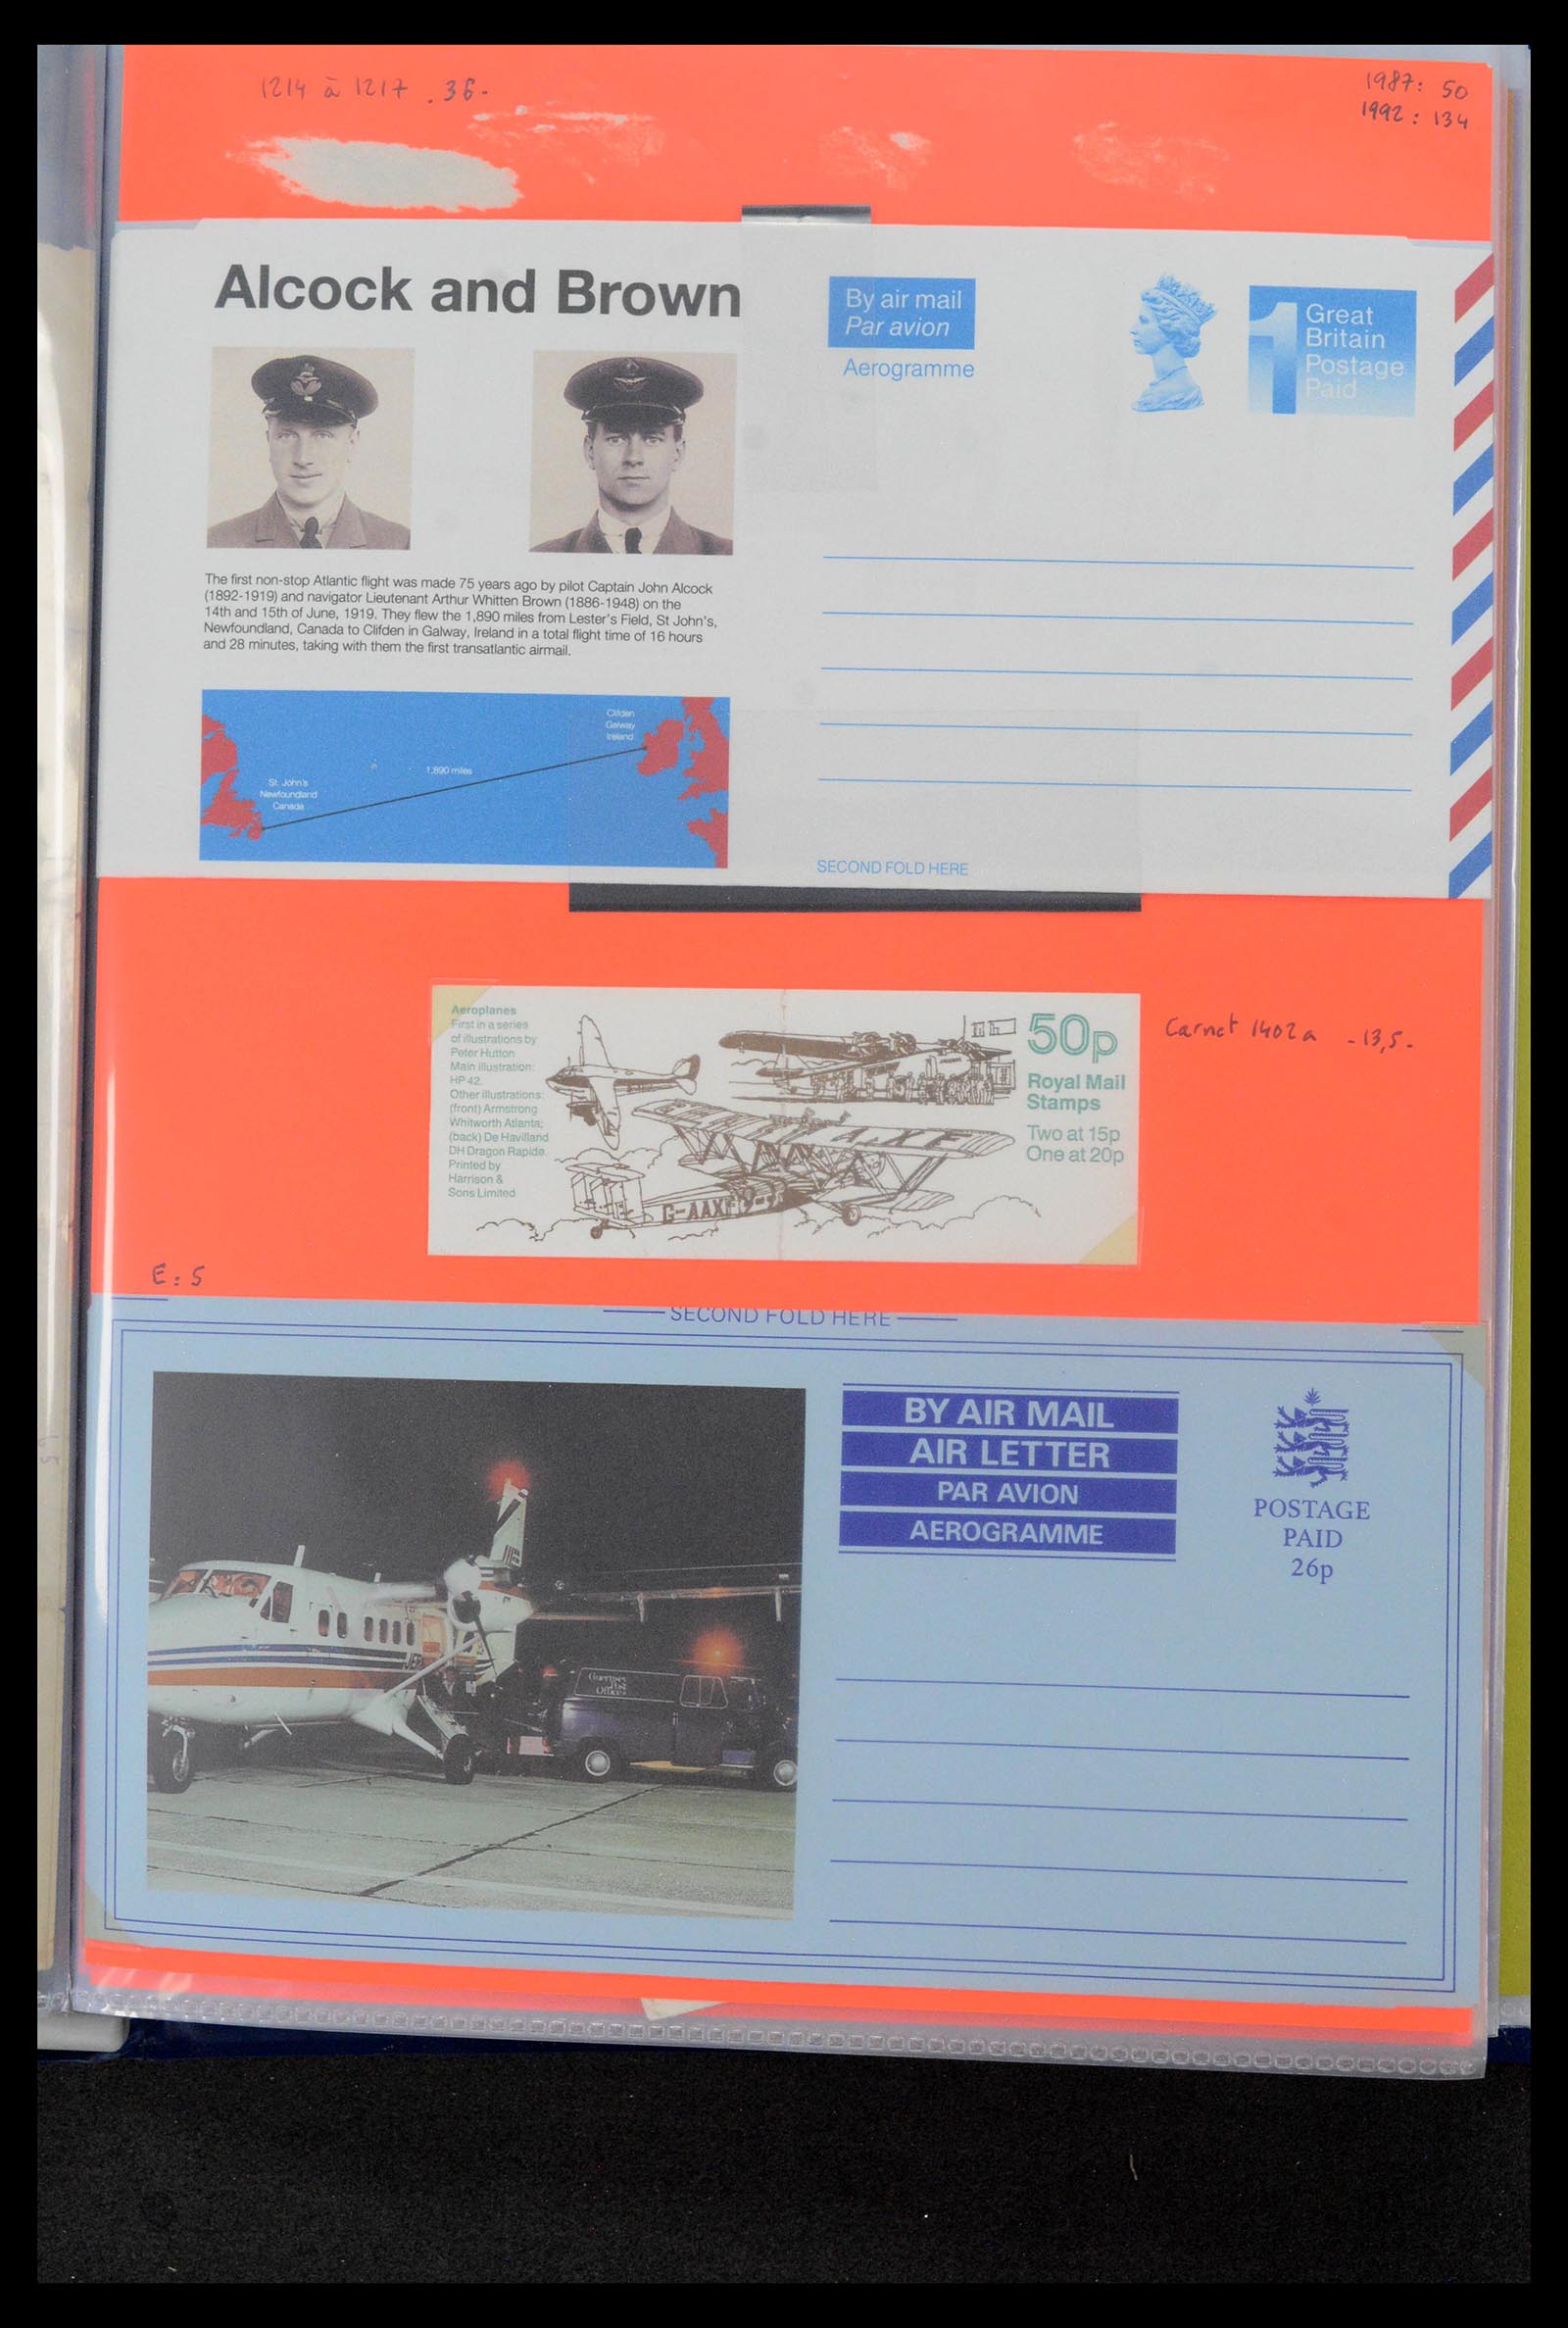 1214 à 1217 . 36.
1987: 50
1992: 134
Alcock and Brown
By air mail
Par avion
Aerogramme
1
Great
Britain
Postage
Paid
The first non-stop Atlantic flight was made 75 years ago by pilot Captain John Alcock
(1892-1919) and navigator Lieutenant Arthur Whitten Brown (1886-1948) on the
14th and 15th of June, 1919. They flew the 1,890 miles from Lester's Field, St John's,
Newfoundland, Canada to Clifden in Galway, Ireland in a total flight time of 16 hours
and 28 minutes, taking with them the first transatlantic airmail.
Clifden
Galway
Ireland
1,890 miles
St. John's
Newfoundland
Canada
SECOND FOLD HERE
Aeroplanes
First in a series
of illustrations by
Peter Hutton
Main illustration:
HP42.
Other illustrations:
(front) Armstrong
Whitworth Atlanta;
(back) De Havilland
DH Dragon Rapide.
Printed by
Harrison &
Sons Limited
G-AAXF
50p
Royal Mail
Stamps
Two at 15p
One at 20p
Carnet 1402a - 13,5.
E: 5
SECOND FOLD HERE
BY AIR MAIL
AIR LETTER
PAR AVION
AEROGRAMME
POSTAGE
PAID
26p
Guernsey
Post
Office